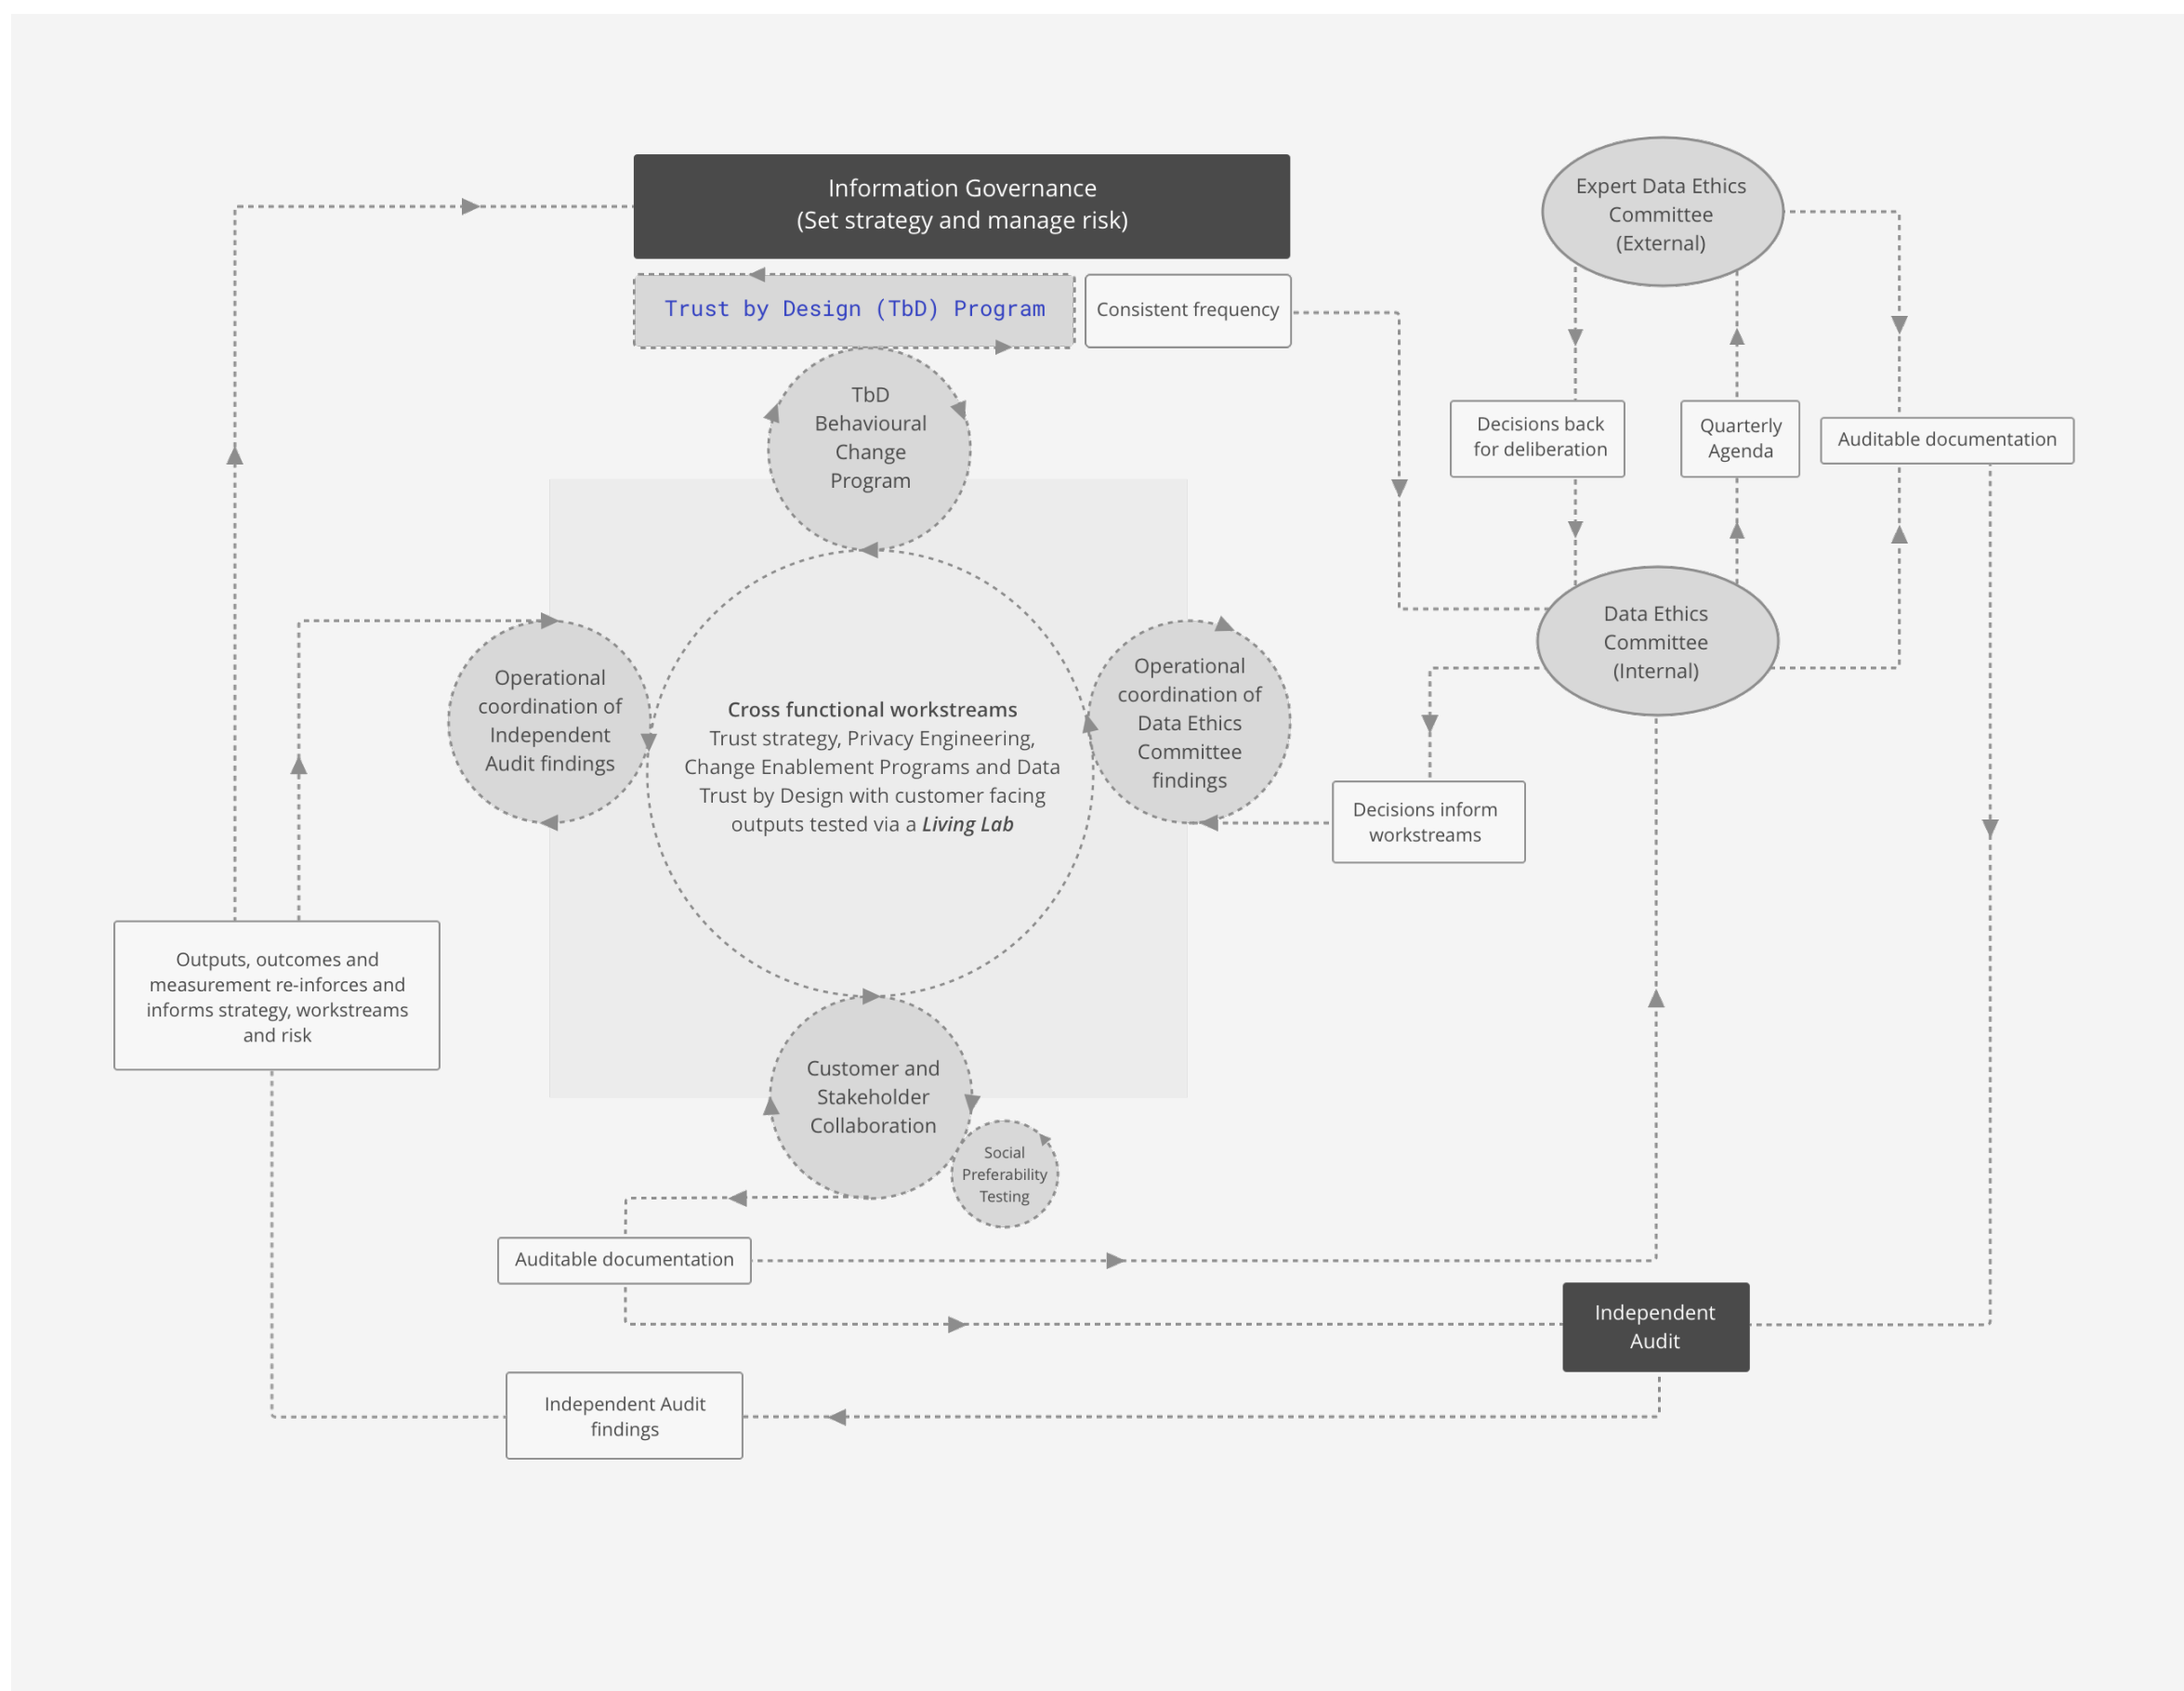 Information Governance
(Set strategy and manage risk)
Expert Data Ethics
Committee
(External)
Trust by Design (TbD) Program
Consistent frequency
TbD
Behavioural
Change
Program
Decisions back
for deliberation
Quarterly
Agenda
Auditable documentation
Data Ethics
Committee
(Internal)
Operational
coordination of
Independent
Audit findings
Cross functional workstreams
Trust strategy, Privacy Engineering,
Change Enablement Programs and Data
Trust by Design with customer facing
outputs tested via a Living Lab
Operational
coordination of
Data Ethics
Committee
findings
Decisions inform
workstreams
Outputs, outcomes and
measurement re-inforces and
informs strategy, workstreams
and risk
Customer and
Stakeholder
Collaboration
Social
Preferability
Testing
Auditable documentation
Independent
Audit
Independent Audit
findings